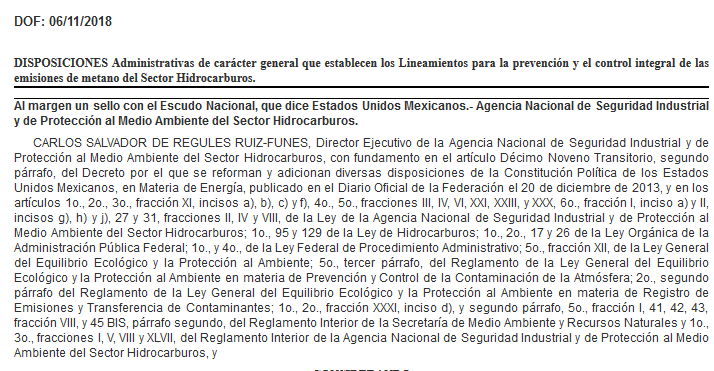 DOF: 06/11/2018
DISPOSICIONES Administrativas de carácter general que establecen los Lineamientos para la prevención y el control integral de las
emisiones de metano del Sector Hidrocarburos.
Al margen un sello con el Escudo Nacional, que dice Estados Unidos Mexicanos.- Agencia Nacional de Seguridad Industrial
y de Protección al Medio Ambiente del Sector Hidrocarburos.
CARLOS SALVADOR DE REGULES RUIZ-FUNES, Director Ejecutivo de la Agencia Nacional de Seguridad Industrial y de
Protección al Medio Ambiente del Sector Hidrocarburos, con fundamento en el artículo Décimo Noveno Transitorio, segundo
párrafo, del Decreto por el que se reforman y adicionan diversas disposiciones de la Constitución Política de los Estados
Unidos Mexicanos, en Materia de Energía, publicado en el Diario Oficial de la Federación el 20 de diciembre de 2013, y en los
artículos 1o., 2o., 3o., fracción XI, incisos a), b), c) y f), 4o., 5o., fracciones III, IV, VI, XXI, XXIII, y XXX, 6o., fracción I, inciso a) y II,
incisos g), h) y j), 27 y 31, fracciones II, IV y VIII, de la Ley de la Agencia Nacional de Seguridad Industrial y de Protección al
Medio Ambiente del Sector Hidrocarburos; 1o., 95 y 129 de la Ley de Hidrocarburos; 1o., 2o., 17 y 26 de la Ley Orgánica de la
Administración Pública Federal; 1o., y 4o., de la Ley Federal de Procedimiento Administrativo; 5o., fracción XII, de la Ley General
del Equilibrio Ecológico y la Protección al Ambiente; 5o., tercer párrafo, del Reglamento de la Ley General del Equilibrio
Ecológico y la Protección al Ambiente en materia de Prevención y Control de la Contaminación de la Atmósfera; 2o., segundo
párrafo del Reglamento de la Ley General del Equilibrio Ecológico y la Protección al Ambiente en materia de Registro de
Emisiones y Transferencia de Contaminantes; 1o., 2o., fracción XXXI, inciso d), y segundo párrafo, 5o., fracción I, 41, 42, 43,
fracción VIII, y 45 BIS, párrafo segundo, del Reglamento Interior de la Secretaría de Medio Ambiente y Recursos Naturales y 1o.,
3o., fracciones I, V, VIII y XLVII, del Reglamento Interior de la Agencia Nacional de Seguridad Industrial y de Protección al Medio
Ambiente del Sector Hidrocarburos, y